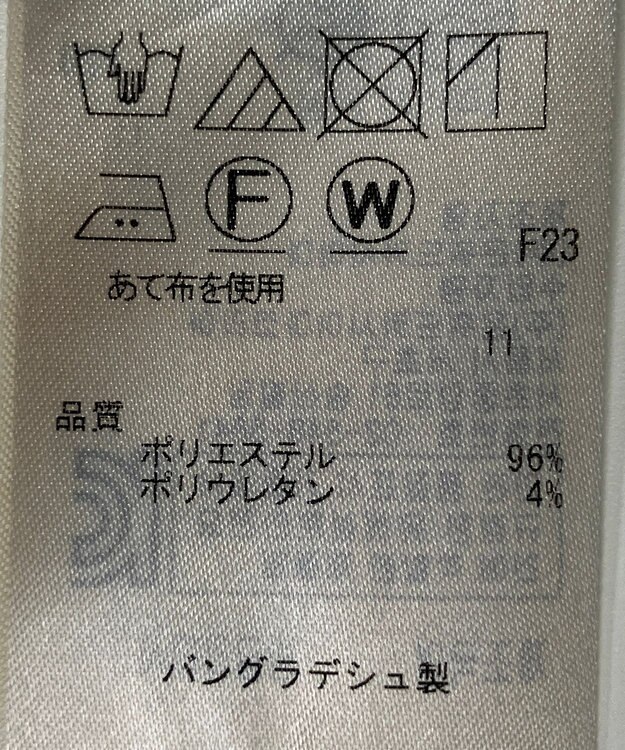 F W
F23
あて布を使用
11
品質
ポリエステル 96%
ポリウレタン 4%
バングラデシュ製